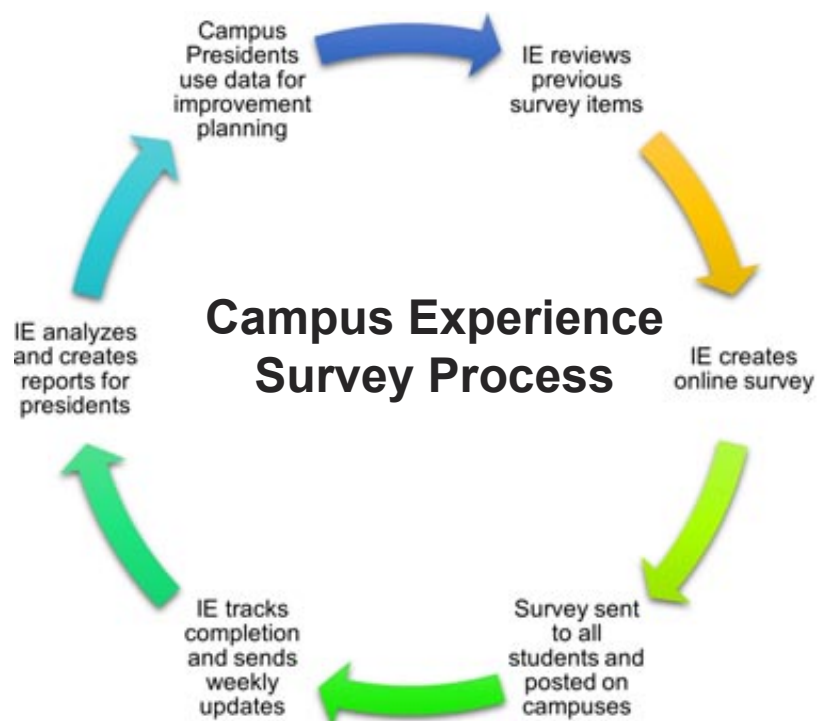 Campus
Presidents
use data for
improvement
planning
IE reviews
previous
survey items
IE creates
online survey
Survey sent
to all
students and
posted on
campuses
IE tracks
completion
and sends
weekly
updates
IE analyzes
and creates
reports for
presidents
Campus Experience
Survey Process